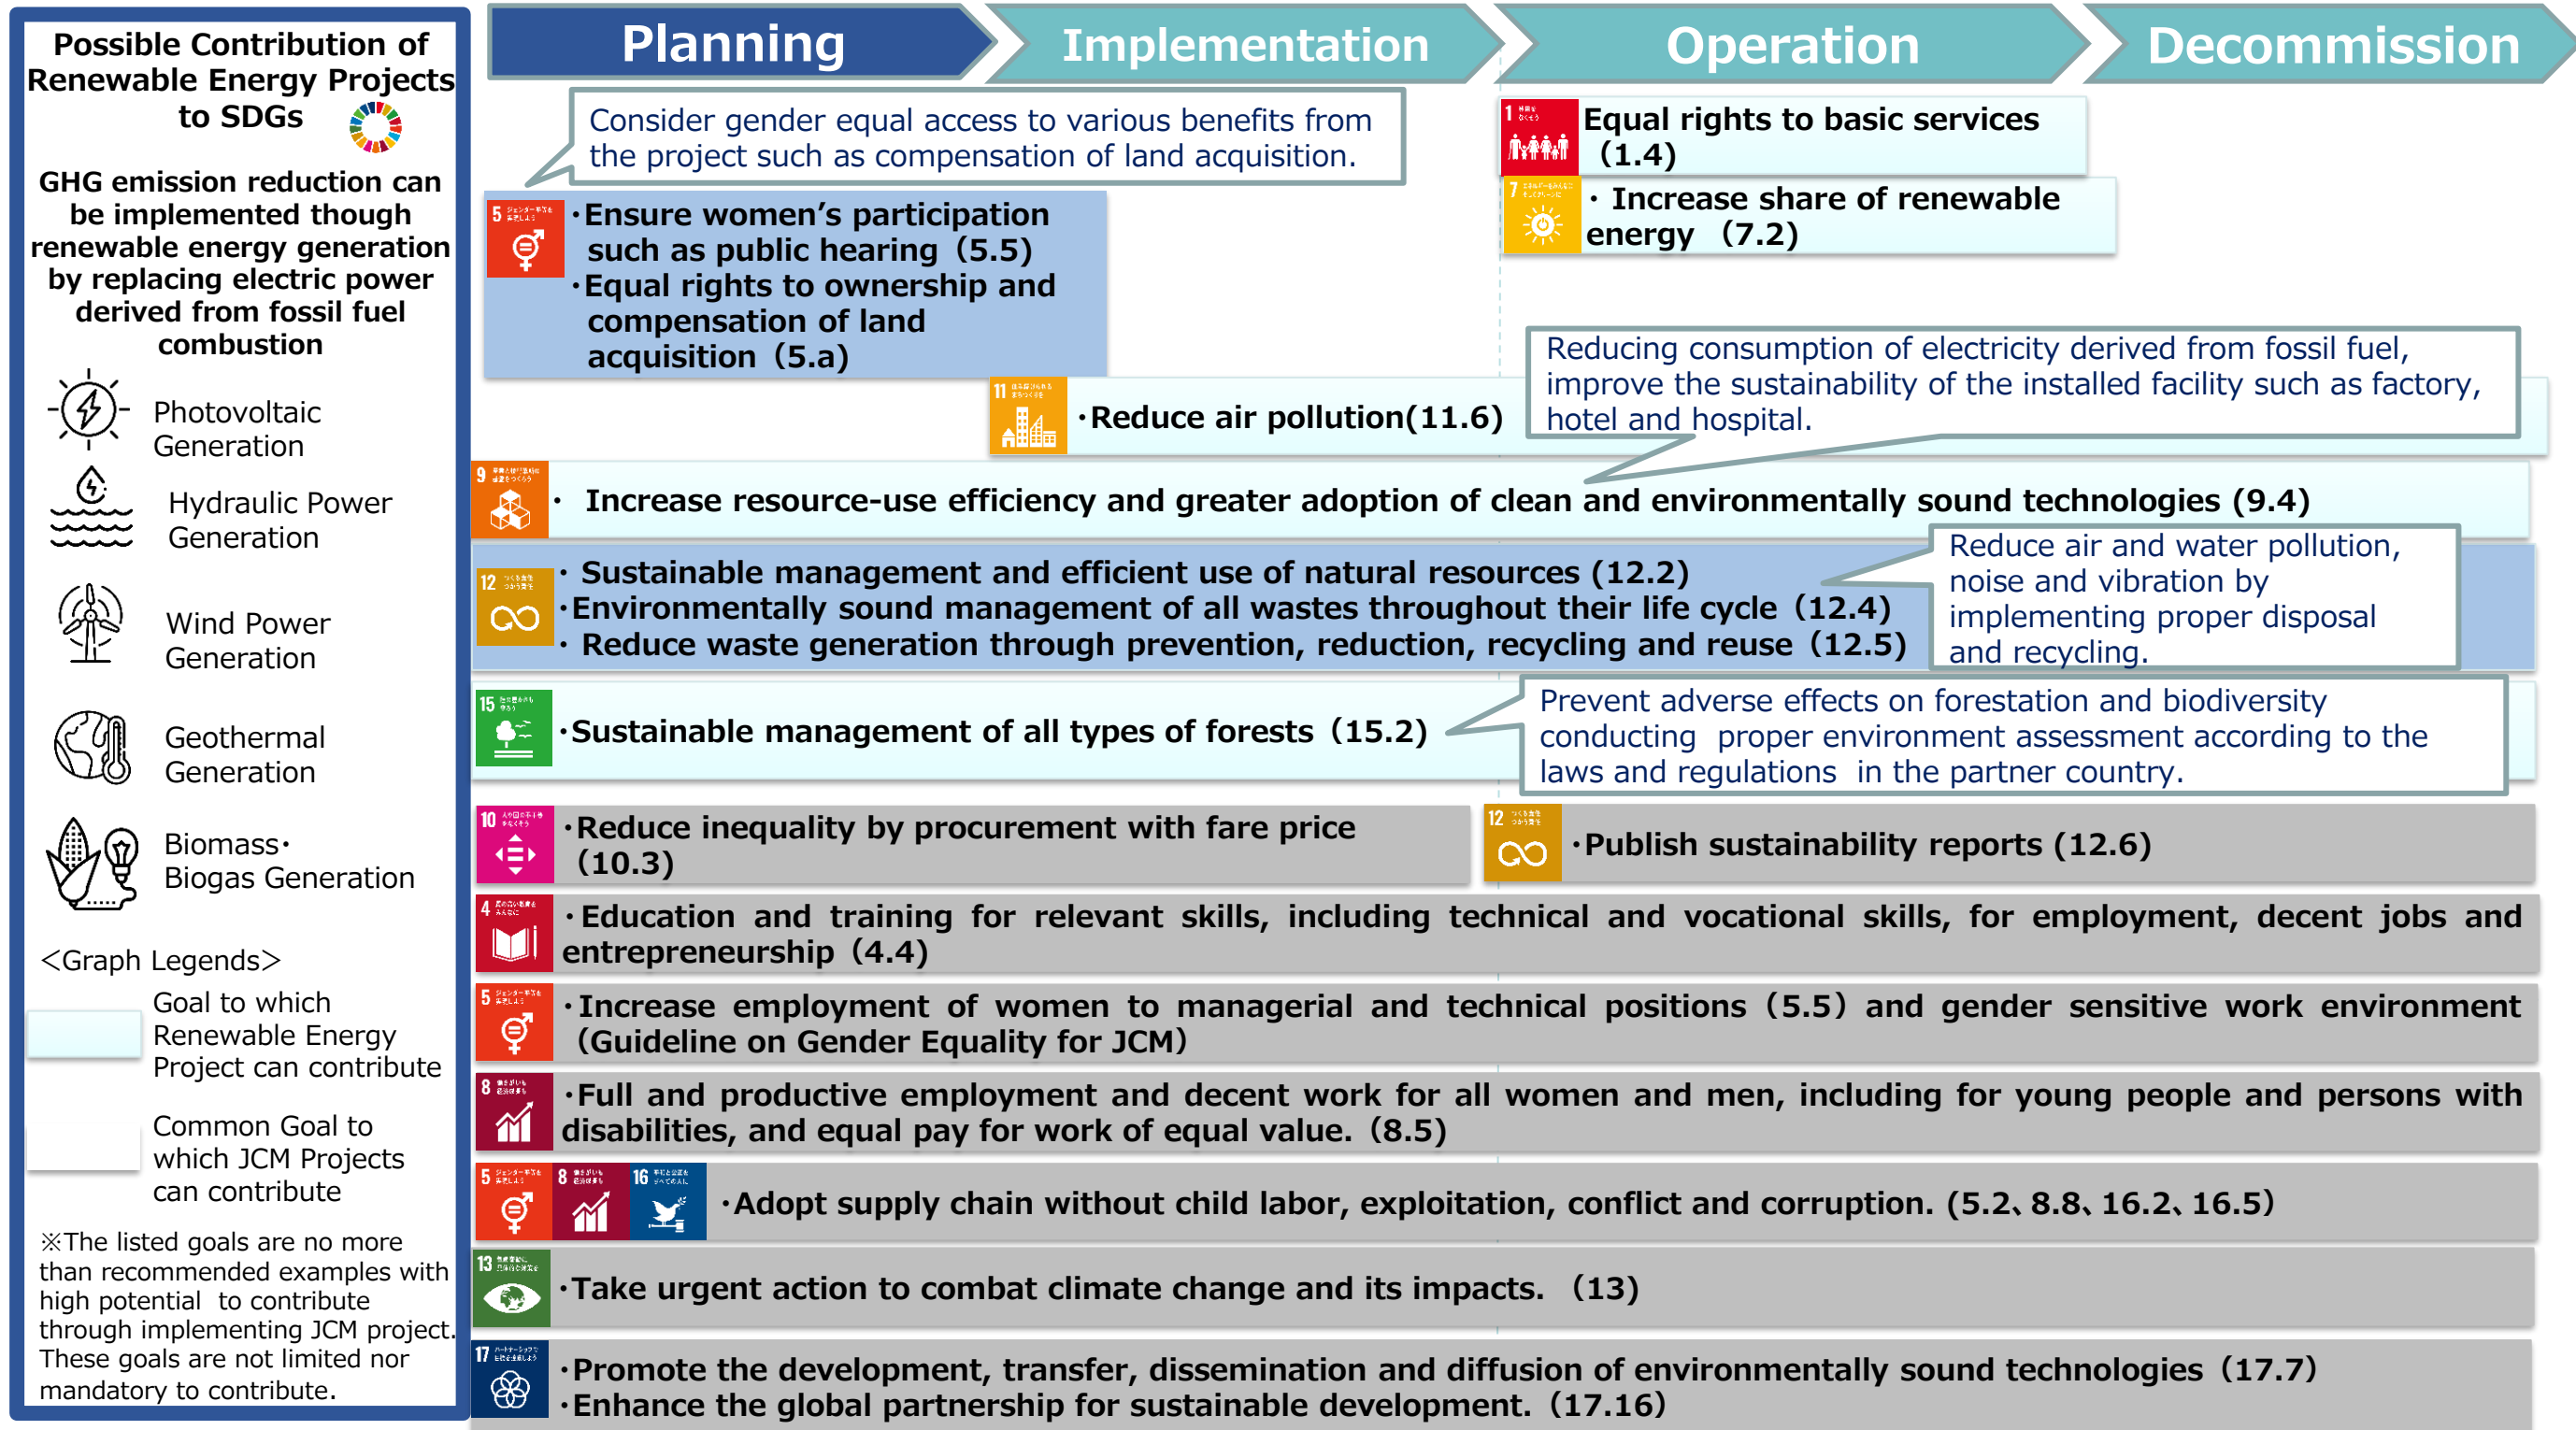 Possible Contribution of
Renewable Energy Projects
to SDGs
GHG emission reduction can
be implemented though
renewable energy generation
by replacing electric power
derived from fossil fuel
combustion
Photovoltaic
Generation
Hydraulic Power
Generation
Wind Power
Generation
Geothermal
Generation
Biomass・
Biogas Generation
<Graph Legends>
Goal to which
Renewable Energy
Project can contribute
Common Goal to
which JCM Projects
can contribute
※The listed goals are no more
than recommended examples with
high potential to contribute
through implementing JCM project.
These goals are not limited nor
mandatory to contribute.
Planning
Implementation
Operation
Decommission
Consider gender equal access to various benefits from
the project such as compensation of land acquisition.
1
Equal rights to basic services
（1.4）
7
・ Increase share of renewable
energy （7.2）
5
・Ensure women’s participation
such as public hearing（5.5）
・Equal rights to ownership and
compensation of land
acquisition（5.a）
Reducing consumption of electricity derived from fossil fuel,
improve the sustainability of the installed facility such as factory,
hotel and hospital.
11
・Reduce air pollution(11.6)
9
・ Increase resource-use efficiency and greater adoption of clean and environmentally sound technologies (9.4)
12
・ Sustainable management and efficient use of natural resources (12.2)
・Environmentally sound management of all wastes throughout their life cycle（12.4）
・ Reduce waste generation through prevention, reduction, recycling and reuse（12.5）
Reduce air and water pollution,
noise and vibration by
implementing proper disposal
and recycling.
15
・Sustainable management of all types of forests（15.2）
Prevent adverse effects on forestation and biodiversity
conducting proper environment assessment according to the
laws and regulations in the partner country.
10
・Reduce inequality by procurement with fare price
（10.3）
12
・Publish sustainability reports (12.6)
4
・Education and training for relevant skills, including technical and vocational skills, for employment, decent jobs and
entrepreneurship（4.4）
5
・Increase employment of women to managerial and technical positions（5.5）and gender sensitive work environment
（Guideline on Gender Equality for JCM）
8
・Full and productive employment and decent work for all women and men, including for young people and persons with
disabilities, and equal pay for work of equal value.（8.5）
5
8
16
・Adopt supply chain without child labor, exploitation, conflict and corruption. (5.2、8.8、16.2、16.5）
13
・Take urgent action to combat climate change and its impacts. （13）
17
・Promote the development, transfer, dissemination and diffusion of environmentally sound technologies（17.7）
・Enhance the global partnership for sustainable development.（17.16）